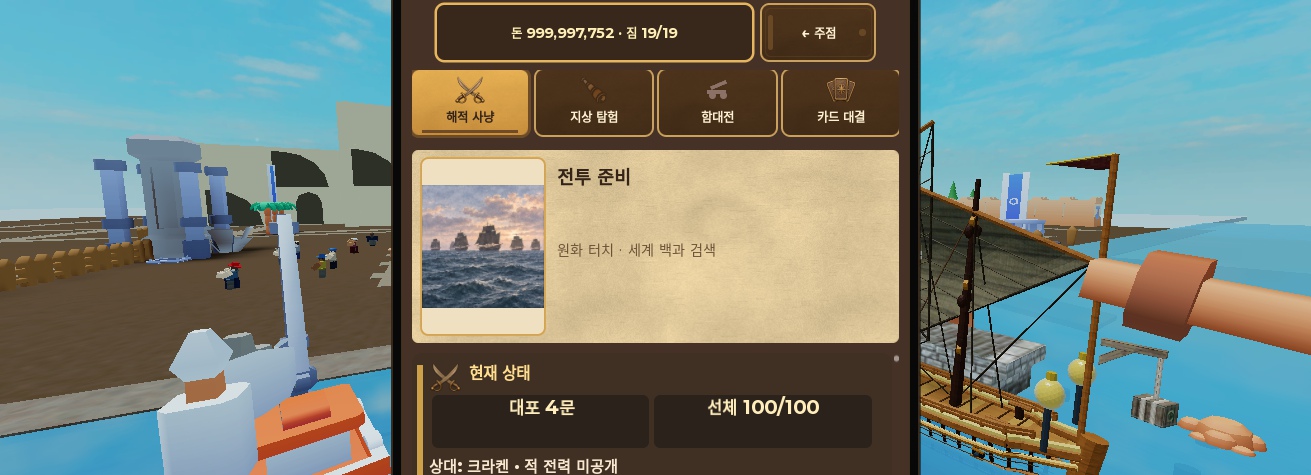 돈 999,997,752 · 짐 19/19
← 주점
해적 사냥
지상 탐험
함대전
카드 대결
전투 준비
원화 터치 · 세계 백과 검색
현재 상태
대포 4문
선체 100/100
상대: 크라켄 • 적 전력 미공개